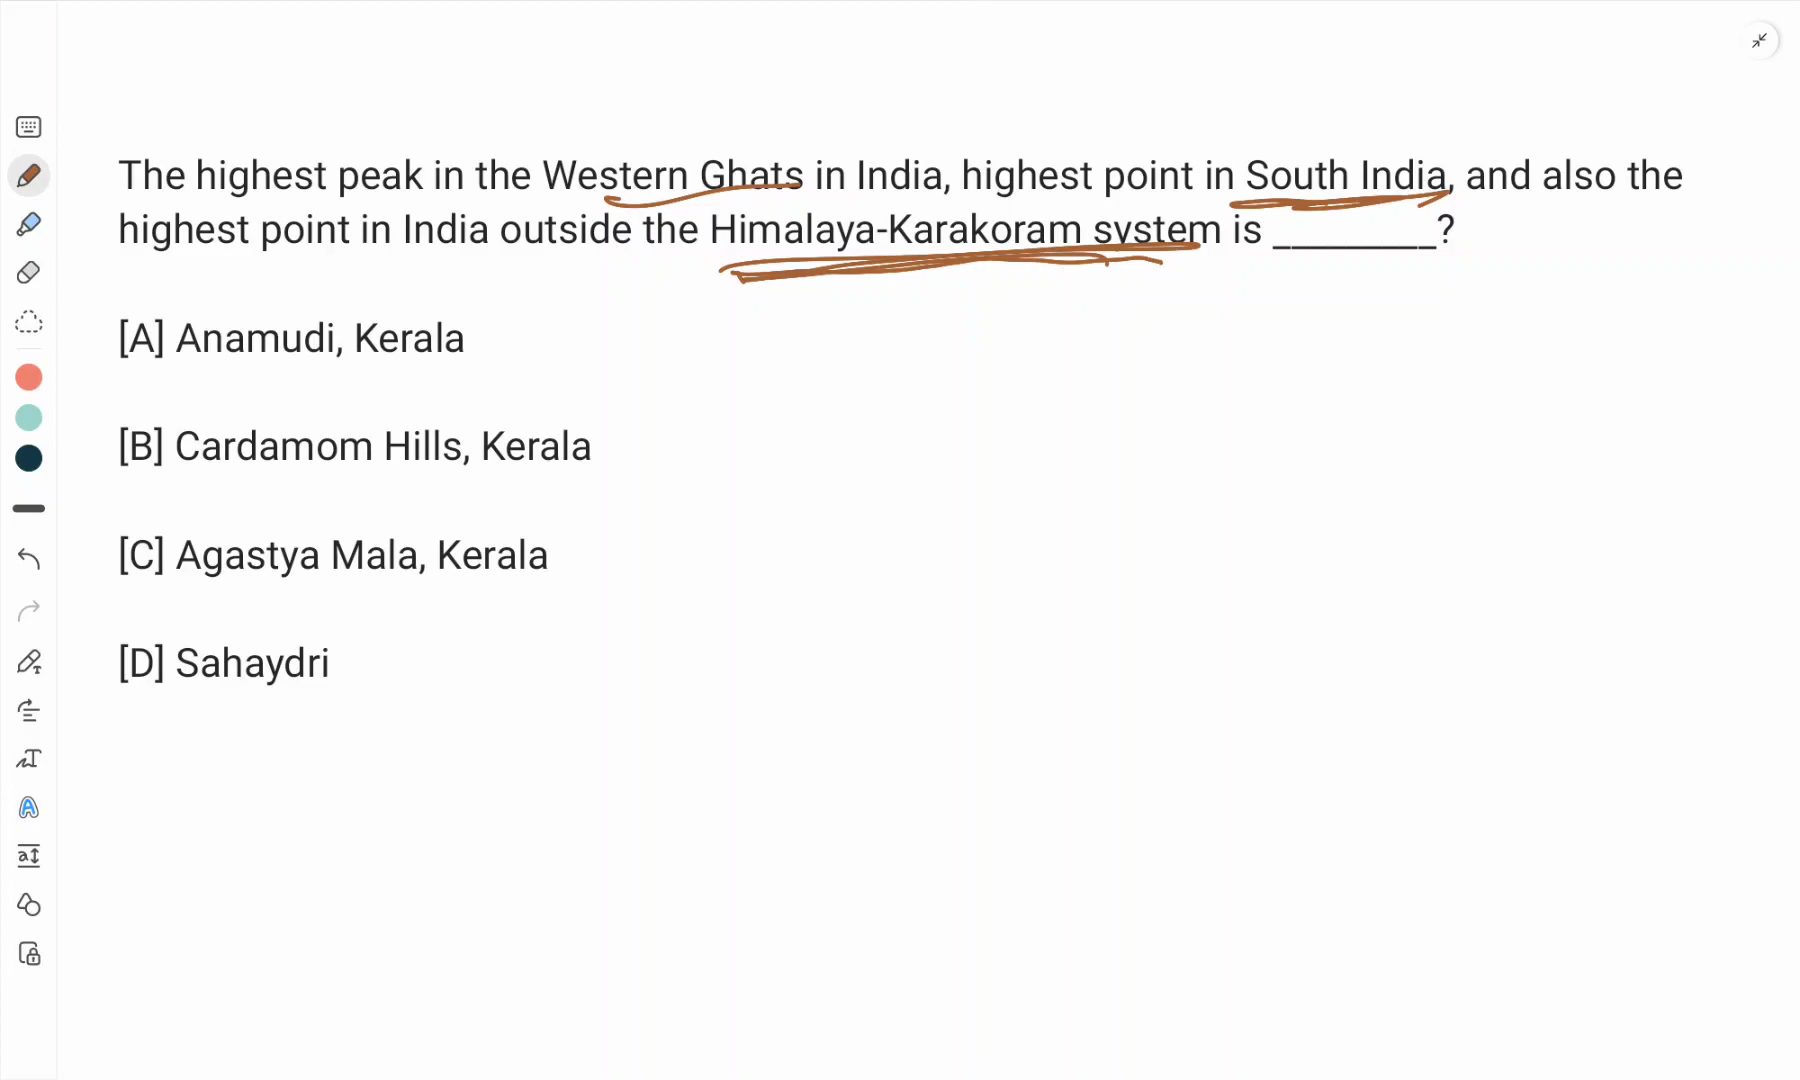 The highest peak in the Western Ghats in India, highest point in South India, and also the
highest point in India outside the Himalaya-Karakoram system is ________?
[A] Anamudi, Kerala
[B] Cardamom Hills, Kerala
[C] Agastya Mala, Kerala
[D] Sahaydri